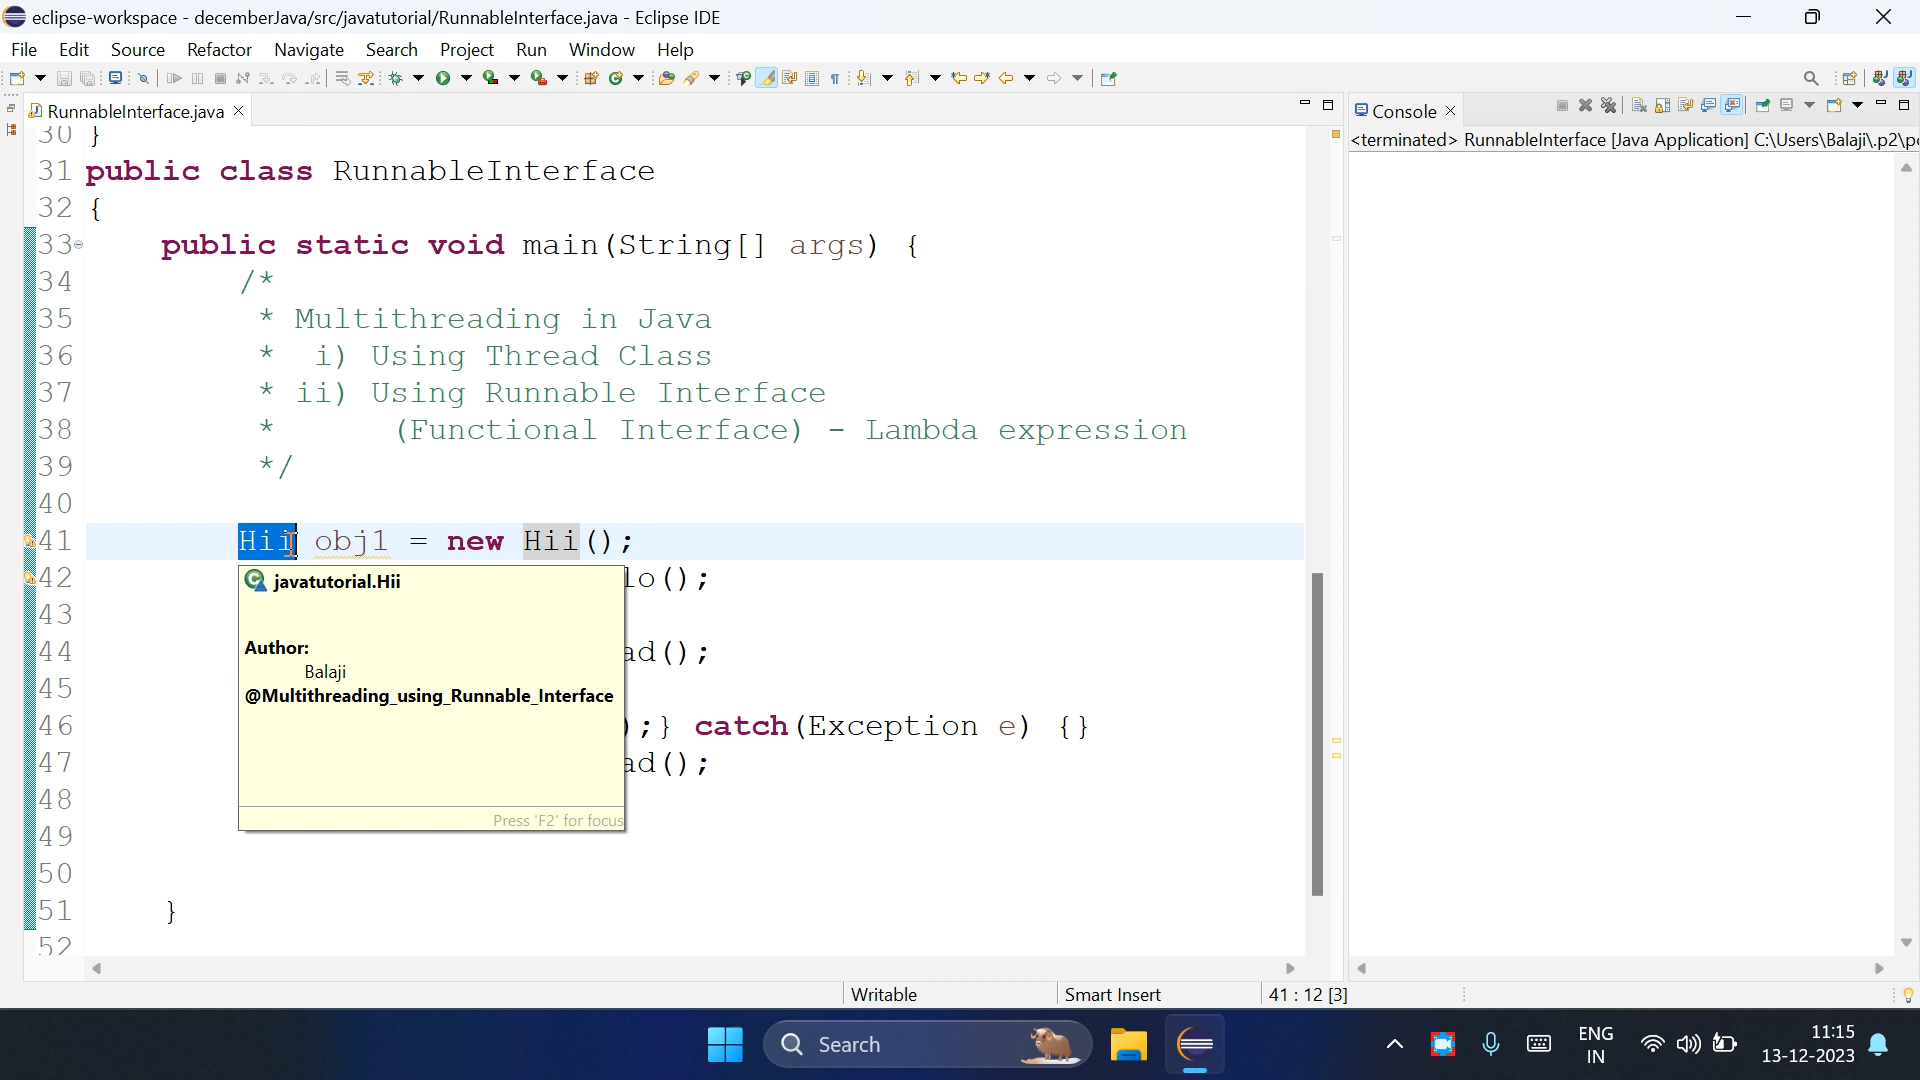 eclipse-workspace - decemberJava/src/javatutorial/RunnableInterface.java - Eclipse IDE
File Edit Source Refactor Navigate Search Project Run Window Help
RunnableInterface.java
30 }
31 public class RunnableInterface
32 {
33 public static void main(String[] args) {
34 /*
35 * Multithreading in Java
36 * i) Using Thread Class
37 * ii) Using Runnable Interface
38 * (Functional Interface) - Lambda expression
39 */
40
41 Hii obj1 = new Hii();
42 lo();
43
44 ad();
45
46 );} catch(Exception e) {}
47 ad();
48
49
50
51 }
52
javatutorial.Hii
Author:
Balaji
@Multithreading_using_Runnable_Interface
Press 'F2' for focus
Console
<terminated> RunnableInterface [Java Application] C:\Users\Balaji\.p2\po
Writable Smart Insert 41 : 12 [3]
Search
ENG
IN
11:15
13-12-2023